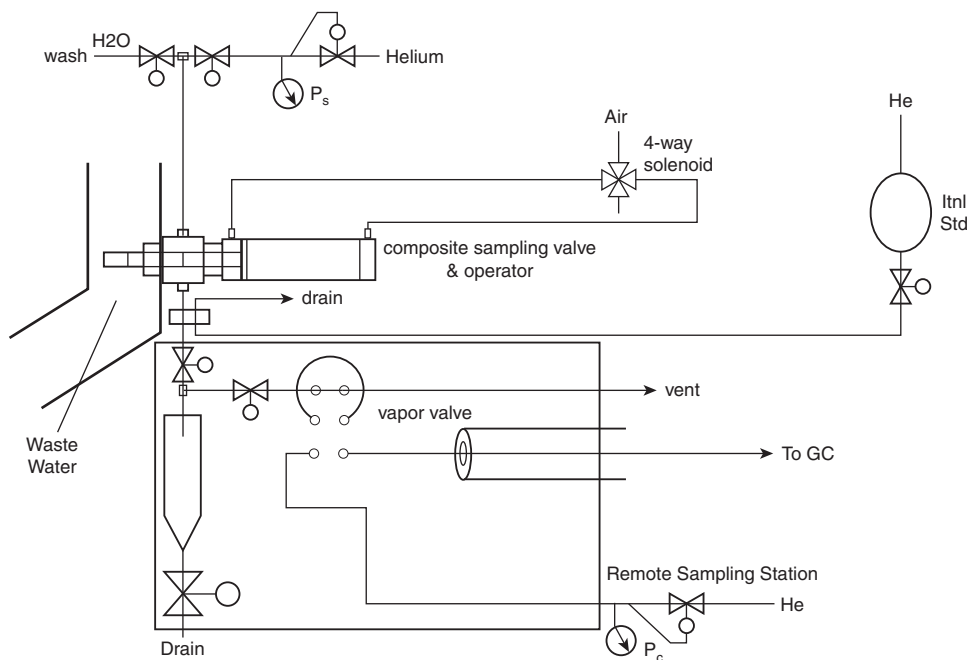 H2O
wash
Helium
Ps
Air
4-way
solenoid
He
Itnl
Std
composite sampling valve
& operator
drain
vent
vapor valve
Waste
Water
To GC
Remote Sampling Station
He
Pc
Drain